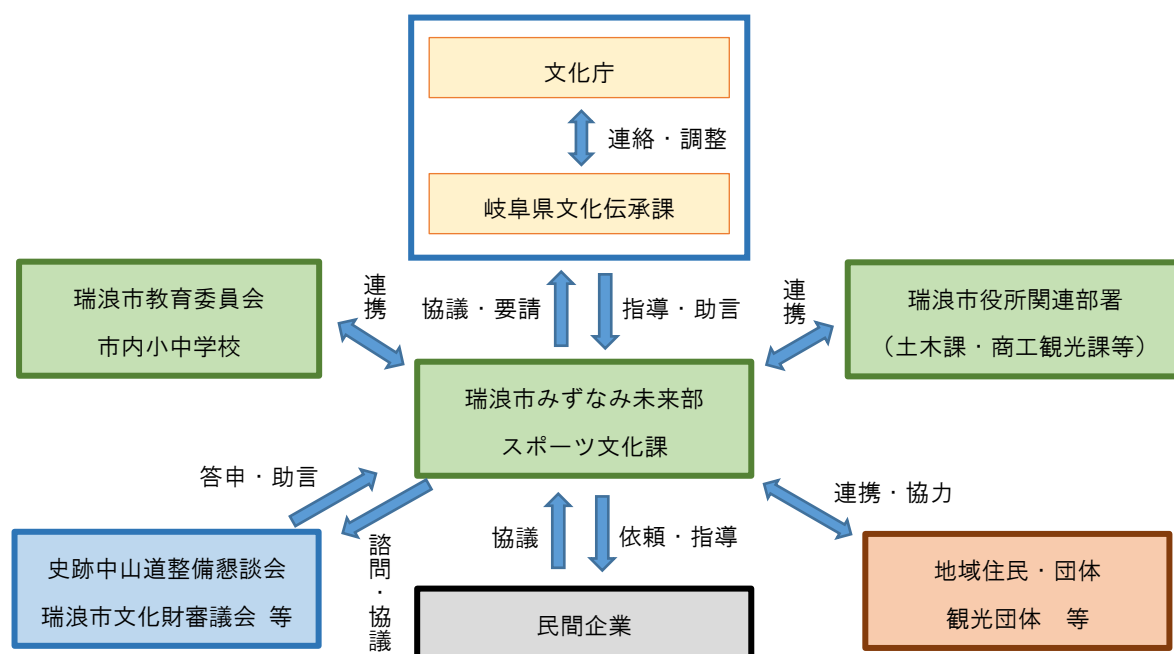 文化庁
連絡・調整
岐阜県文化伝承課
瑞浪市教育委員会
市内小中学校
連携
協議・要請
指導・助言
連携
瑞浪市役所関連部署
（土木課・商工観光課等）
瑞浪市みずなみ未来部
スポーツ文化課
答申・助言
諮問・協議
協議
依頼・指導
連携・協力
史跡中山道整備懇談会
瑞浪市文化財審議会 等
民間企業
地域住民・団体
観光団体　等